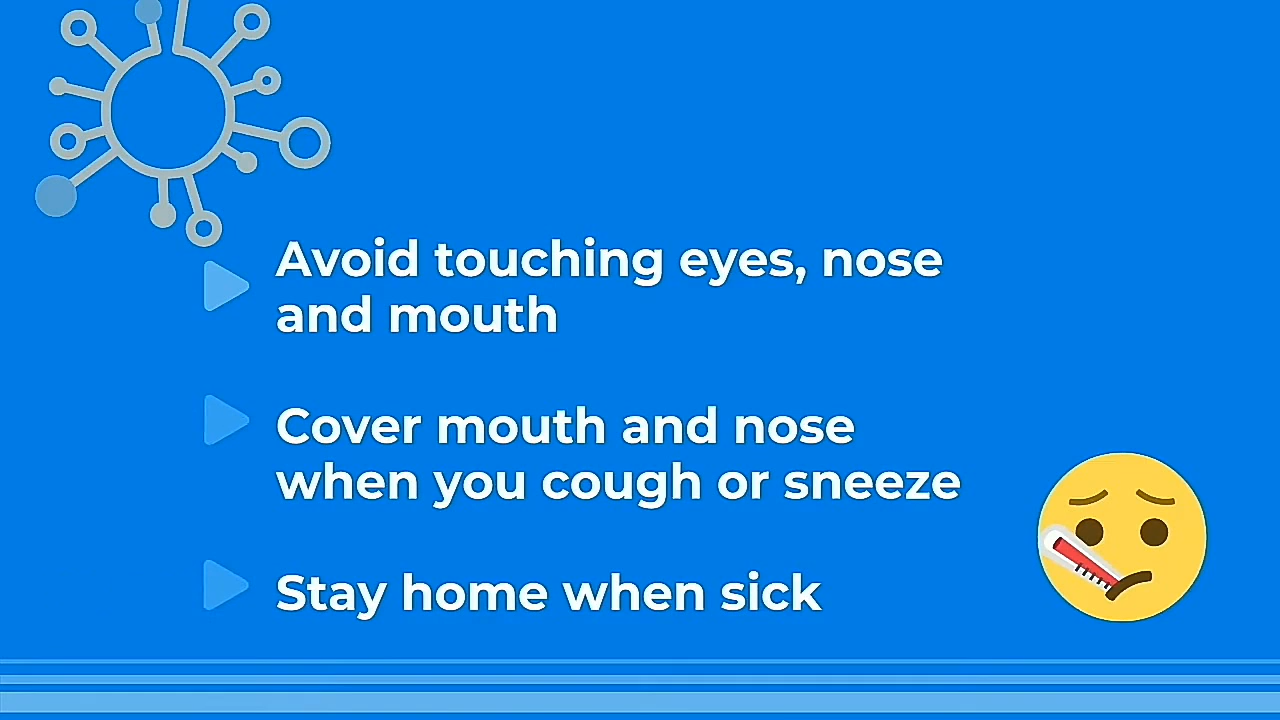 Avoid touching eyes, nose
and mouth
Cover mouth and nose
when you cough or sneeze
Stay home when sick